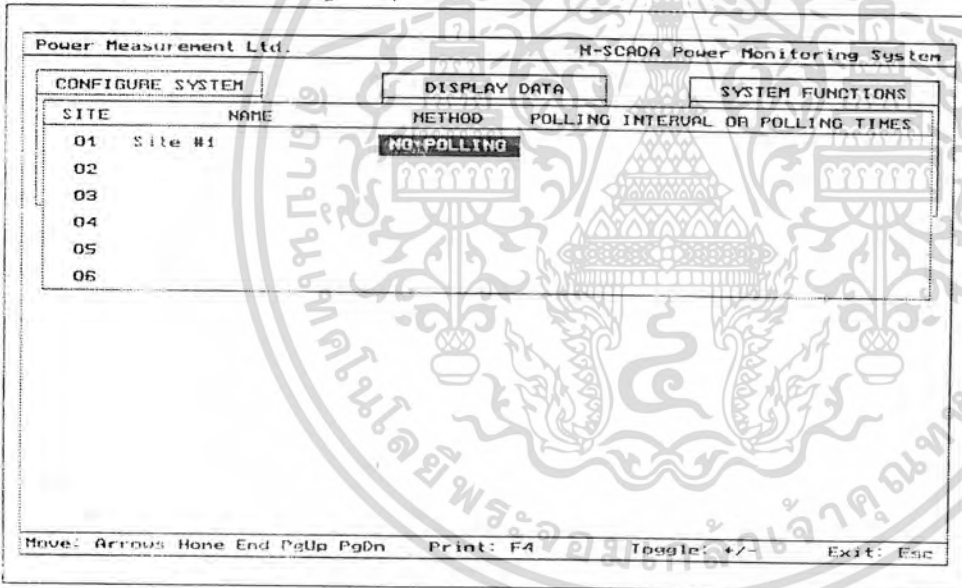 Power Measurement Ltd. M-SCADA Power Monitoring System
CONFIGURE SYSTEM DISPLAY DATA SYSTEM FUNCTIONS
SITE NAME METHOD POLLING INTERVAL OR POLLING TIMES
01 Site #1 NO POLLING
02
03
04
05
06
Move: Arrows Home End PgUp PgDn Print: F4 Toggle: +/- Exit: Esc